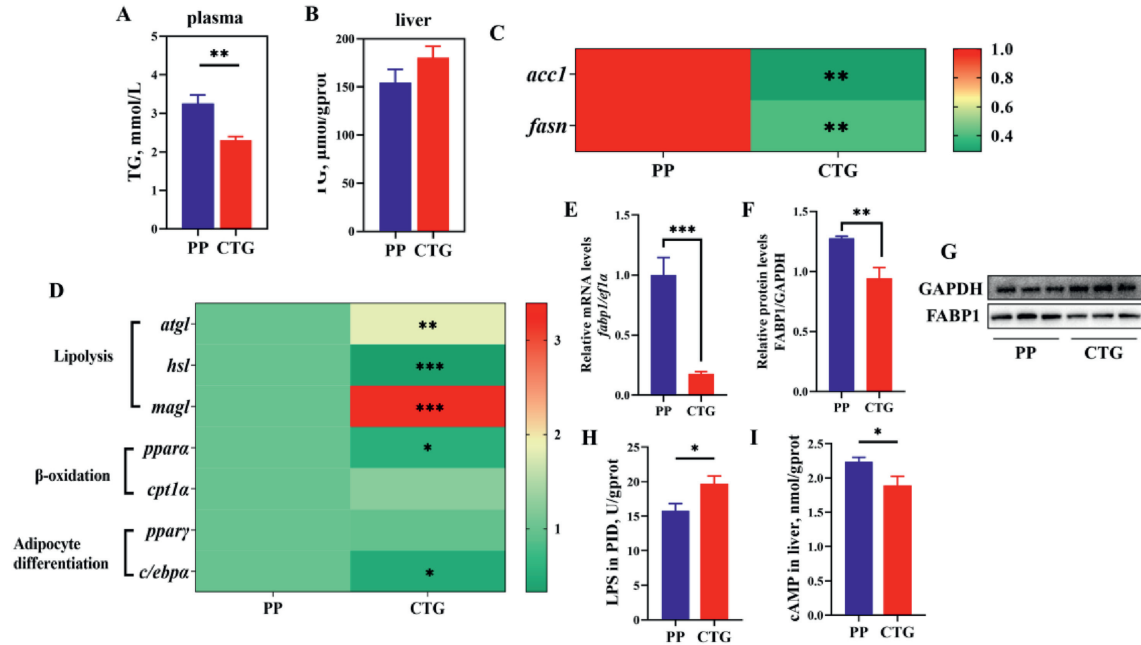 A
plasma
TG, mmol/L
5
4
3
2
1
0
**
PP CTG
B
liver
TG, μmol/gprot
200
150
100
50
0
PP CTG
C
acc1
fasn
**
**
PP
CTG
1.0
0.8
0.6
0.4
D
Lipolysis
β-oxidation
Adipocyte
differentiation
atgl
hsl
magl
pparα
cpt1α
pparγ
c/ebpα
**
***
***
*
*
PP
CTG
3
2
1
E
Relative mRNA levels
fabp1/ef1α
1.5
1.0
0.5
0.0
***
PP CTG
F
Relative protein levels
FABP1/GAPDH
1.5
1.0
0.5
0.0
**
PP CTG
G
GAPDH
FABP1
PP CTG
H
LPS in PID, U/gprot
25
20
15
10
5
0
*
PP CTG
I
cAMP in liver, nmol/gprot
2.5
2.0
1.5
1.0
0.5
0.0
*
PP CTG